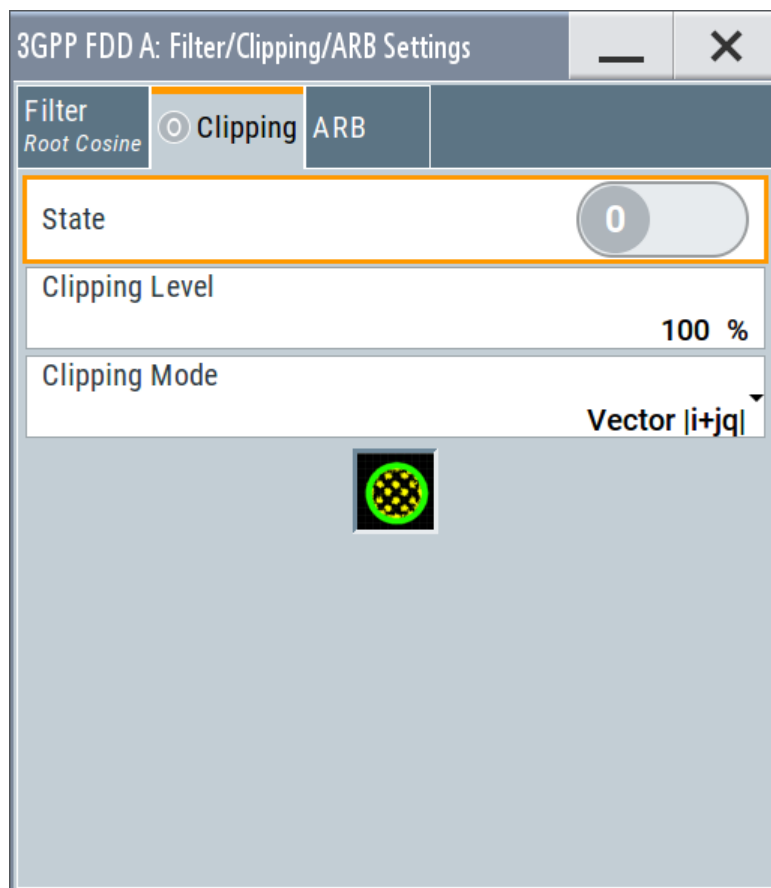 3GPP FDD A: Filter/Clipping/ARB Settings
Filter
Root Cosine
O Clipping
ARB
State
0
Clipping Level
100 %
Clipping Mode
Vector |i+jq|